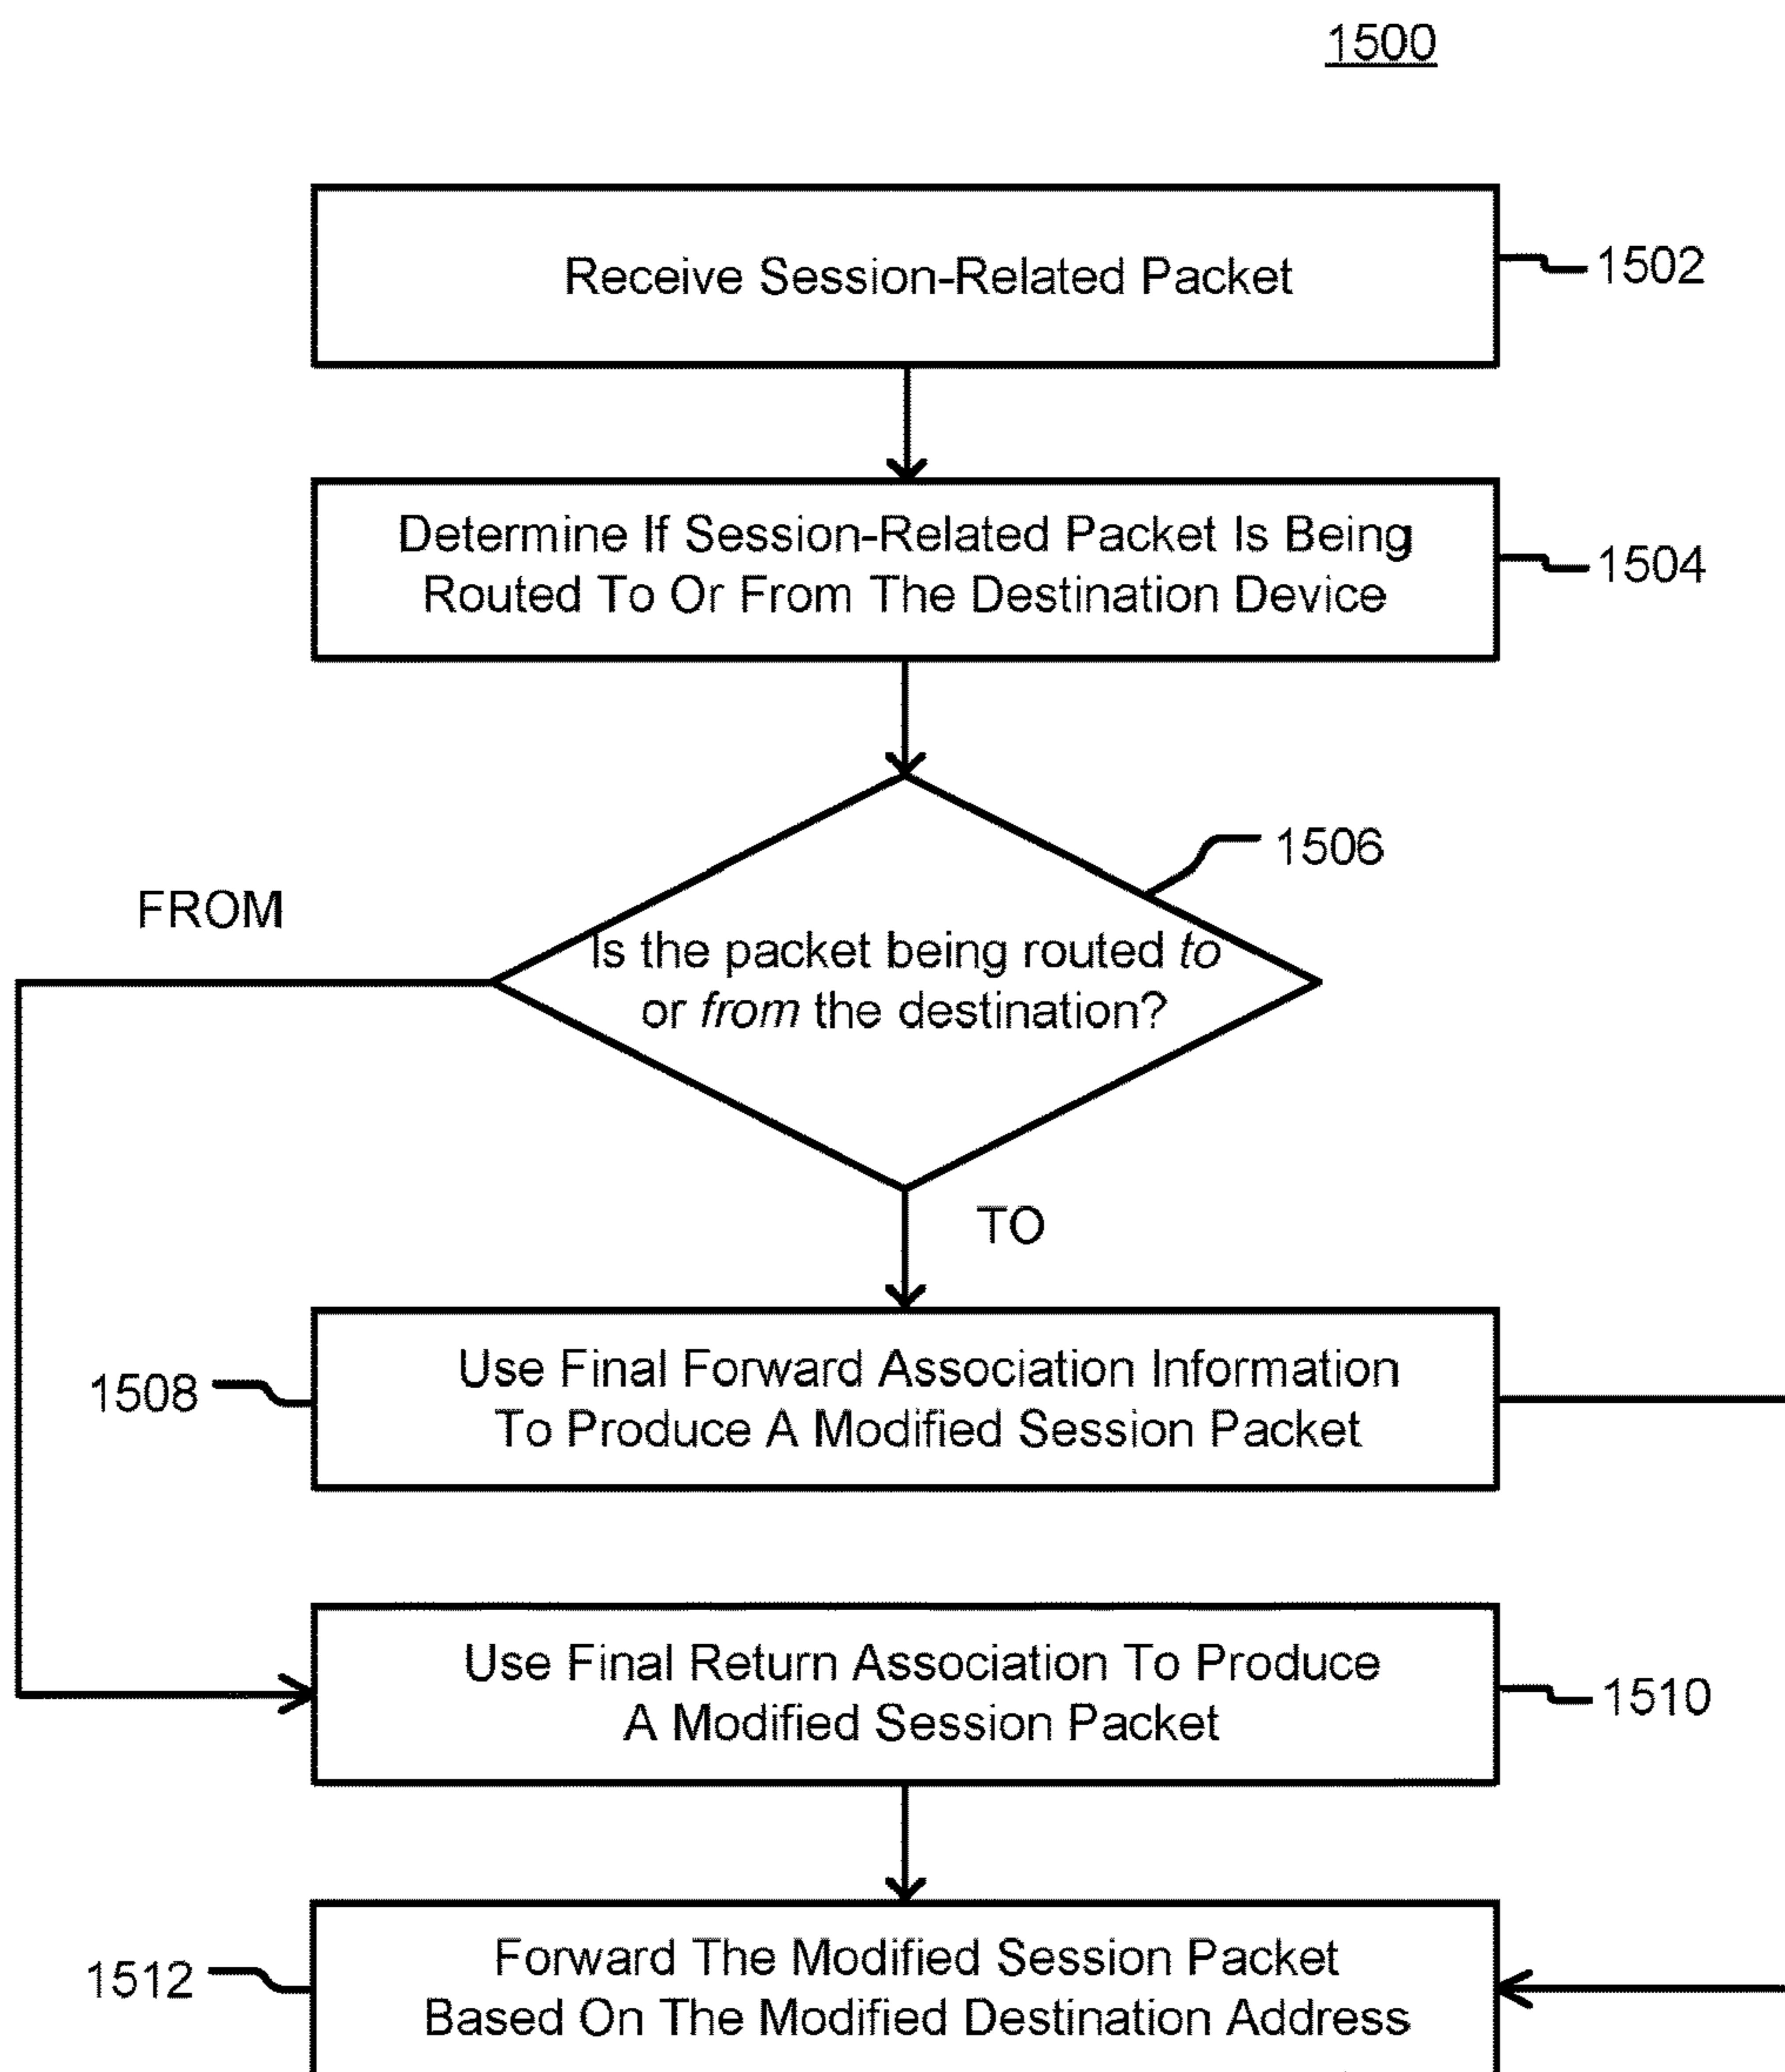 1500
Receive Session-Related Packet
1502
Determine If Session-Related Packet Is Being
Routed To Or From The Destination Device
1504
1506
FROM
Is the packet being routed to
or from the destination?
TO
1508
Use Final Forward Association Information
To Produce A Modified Session Packet
Use Final Return Association To Produce
A Modified Session Packet
1510
1512
Forward The Modified Session Packet
Based On The Modified Destination Address